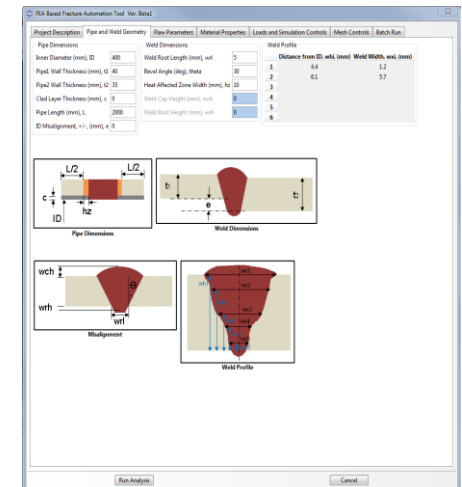 FEA Based Fracture Automation Tool Ver. Beta1
Project Description Pipe and Weld Geometry Flaw Parameters Material Properties Loads and Simulation Controls Mesh Controls Batch Run
Pipe Dimensions Weld Dimensions Weld Profile
Inner Diameter (mm), ID 400 Weld Root Length (mm), wrl 5 Distance from ID, whi, (mm) Weld Width, wxi, (mm)
Pipe1 Wall Thickness (mm), t1 40 Bevel Angle (deg), theta 30 1 4.4 1.2
Pipe2 Wall Thickness (mm), t2 35 Heat Affected Zone Width (mm), hz 10 2 6.1 5.7
Clad Layer Thickness (mm), c 0 Weld Cap Height (mm), wch 0 3
Pipe Length (mm), L 2000 Weld Root Height (mm), wrh 0 4
ID Misalignment, +/-, (mm), e 0 5
6
L/2 L/2
c
ID hz
Pipe Dimensions
t1 e t2
Weld Dimensions
wch
wrh
wrl
Misalignment
wx1
wh1 wx2
wx3
Weld Profile
Run Analysis Cancel